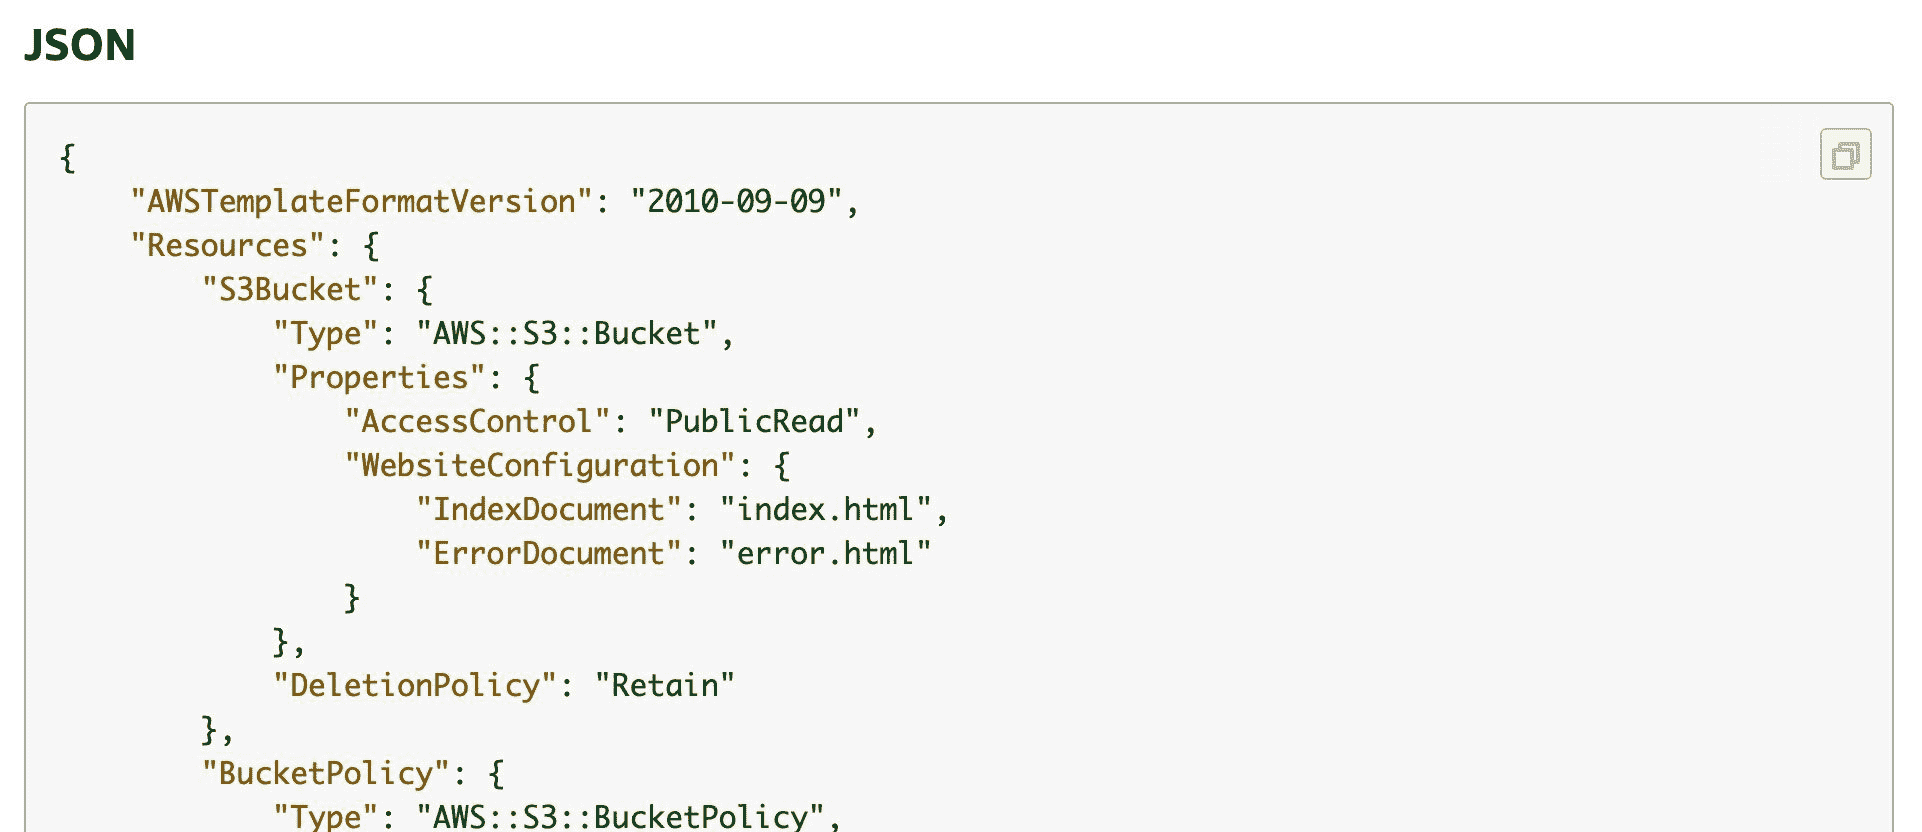 JSON
{
    "AWSTemplateFormatVersion": "2010-09-09",
    "Resources": {
        "S3Bucket": {
            "Type": "AWS::S3::Bucket",
            "Properties": {
                "AccessControl": "PublicRead",
                "WebsiteConfiguration": {
                    "IndexDocument": "index.html",
                    "ErrorDocument": "error.html"
                }
            },
            "DeletionPolicy": "Retain"
        },
        "BucketPolicy": {
            "Type": "AWS::S3::BucketPolicy",